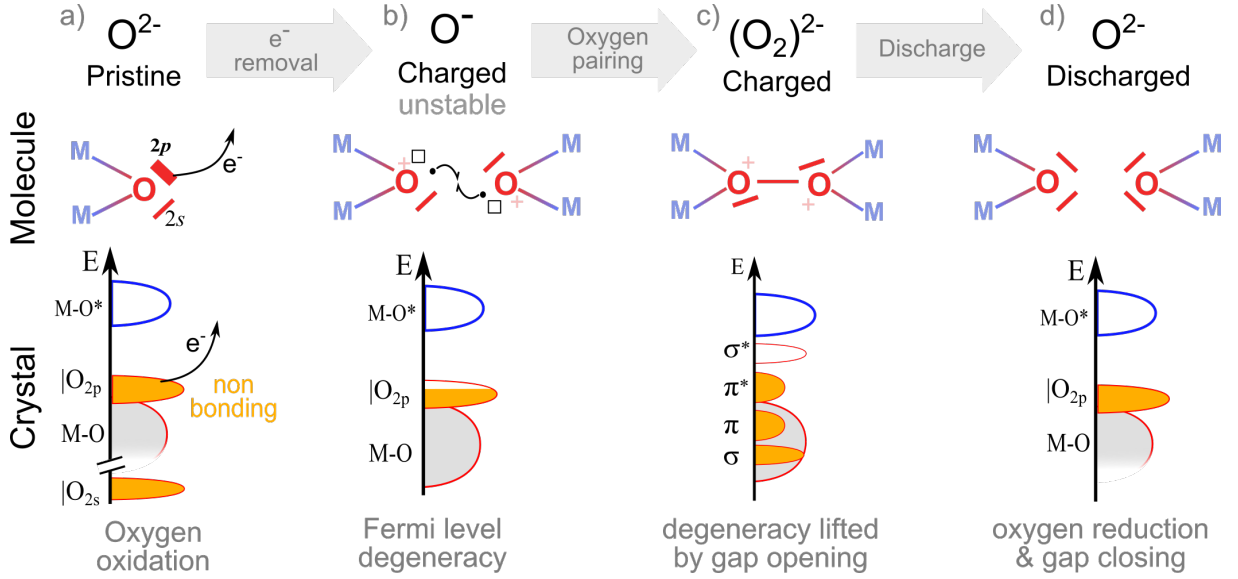 a)
O²⁻
Pristine
e⁻
removal
b)
O⁻
Charged
unstable
Oxygen
pairing
c)
(O₂)²⁻
Charged
Discharge
d)
O²⁻
Discharged
Molecule
M
M
O
2p
2s
e⁻
M
M
O
+
O
+
M
M
M
M
O
+
O
+
M
M
M
M
O
O
M
M
Crystal
E
M-O*
e⁻
|O₂ₚ
non
bonding
M-O
|O₂ₛ
Oxygen
oxidation
E
M-O*
|O₂ₚ
M-O
Fermi level
degeneracy
E
σ*
π*
π
σ
degeneracy lifted
by gap opening
E
M-O*
|O₂ₚ
M-O
oxygen reduction
& gap closing